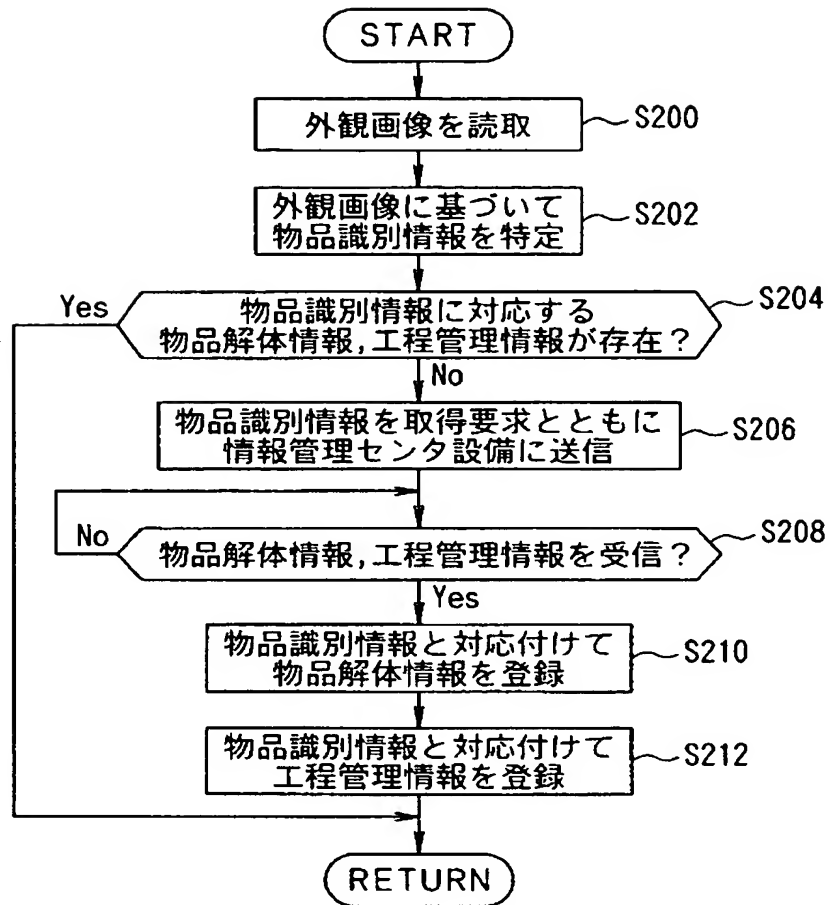 START
外観画像を読取
S200
外観画像に基づいて
物品識別情報を特定
S202
物品識別情報に対応する
物品解体情報,工程管理情報が存在?
S204
Yes
No
物品識別情報を取得要求とともに
情報管理センタ設備に送信
S206
No
物品解体情報,工程管理情報を受信?
S208
Yes
物品識別情報と対応付けて
物品解体情報を登録
S210
物品識別情報と対応付けて
工程管理情報を登録
S212
RETURN